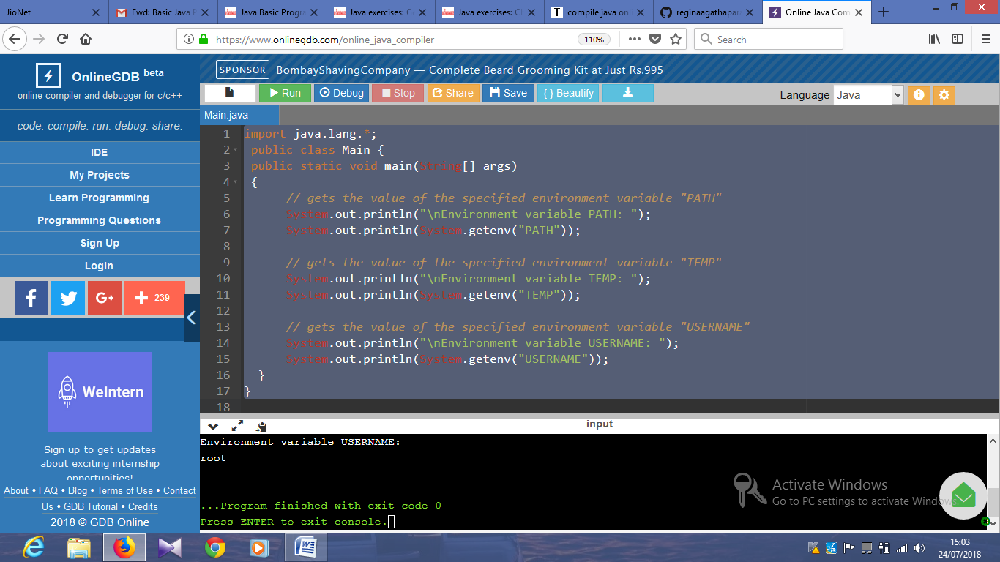 JioNet
Fwd: Basic Java P
Java Basic Progra
Java exercises: G
Java exercises: C
compile java onl
reginaagathapar
Online Java Com
https://www.onlinegdb.com/online_java_compiler
110%
Search
OnlineGDB beta
online compiler and debugger for c/c++
code. compile. run. debug. share.
IDE
My Projects
Learn Programming
Programming Questions
Sign Up
Login
239
WeIntern
Sign up to get updates
about exciting internship
opportunities!
About • FAQ • Blog • Terms of Use • Contact
Us • GDB Tutorial • Credits
2018 © GDB Online
SPONSOR BombayShavingCompany — Complete Beard Grooming Kit at Just Rs.995
Run Debug Stop Share Save { } Beautify
Language Java
Main.java
1 import java.lang.*;
2 public class Main {
3 public static void main(String[] args)
4 {
5 // gets the value of the specified environment variable "PATH"
6 System.out.println("\nEnvironment variable PATH: ");
7 System.out.println(System.getenv("PATH"));
8
9 // gets the value of the specified environment variable "TEMP"
10 System.out.println("\nEnvironment variable TEMP: ");
11 System.out.println(System.getenv("TEMP"));
12
13 // gets the value of the specified environment variable "USERNAME"
14 System.out.println("\nEnvironment variable USERNAME: ");
15 System.out.println(System.getenv("USERNAME"));
16 }
17 }
18
input
Environment variable USERNAME:
root
...Program finished with exit code 0
Press ENTER to exit console.
Activate Windows
Go to PC settings to activate Windows.
15:03
24/07/2018